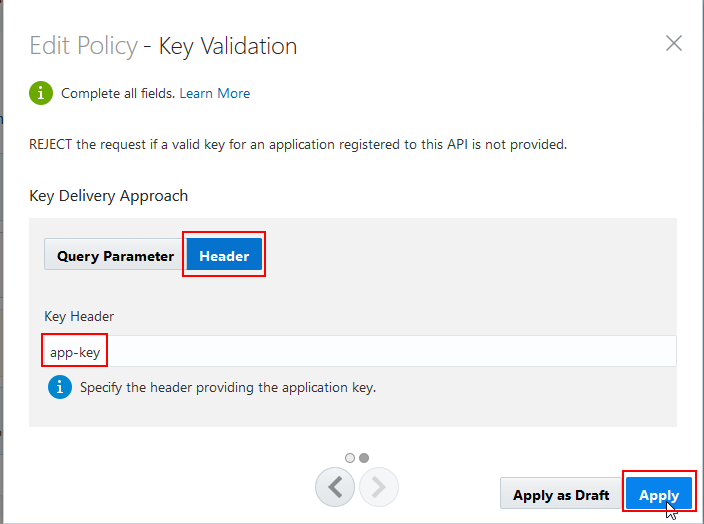 Edit Policy - Key Validation
Complete all fields. Learn More
REJECT the request if a valid key for an application registered to this API is not provided.
Key Delivery Approach
Query Parameter Header
Key Header
app-key
Specify the header providing the application key.
Apply as Draft Apply